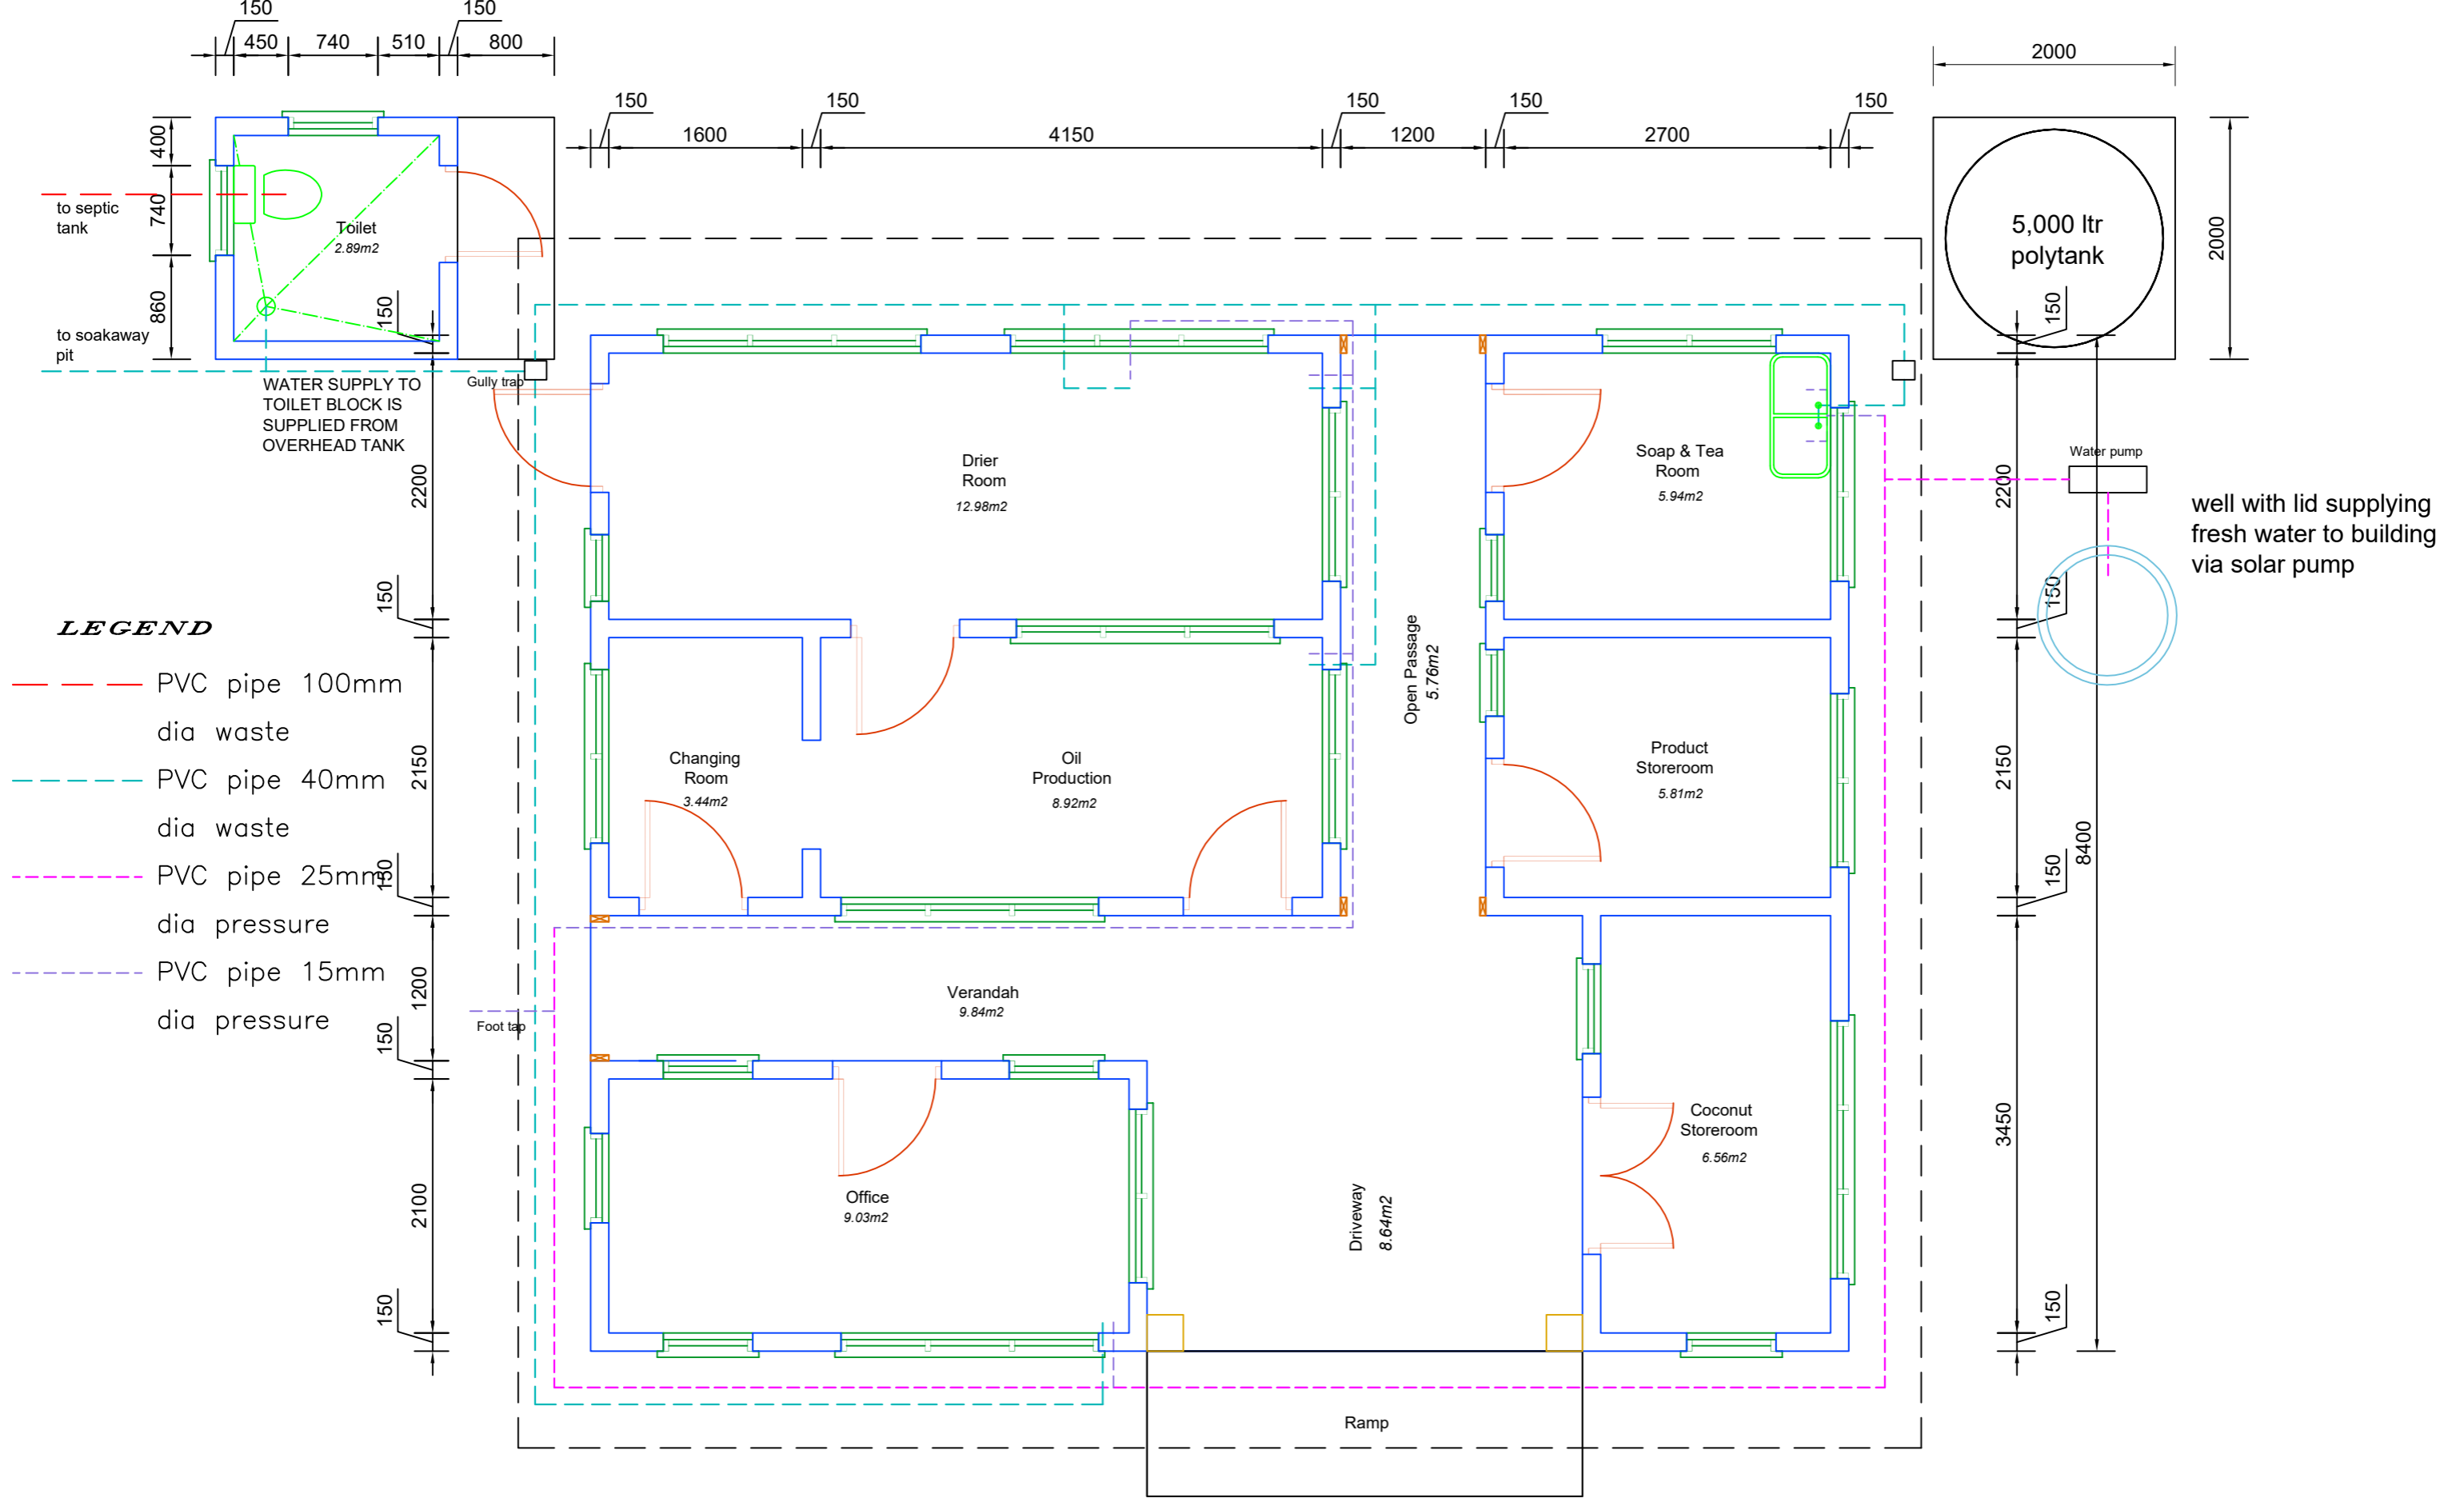 150
150
450
740
510
800
2000
150
150
150
150
150
1600
4150
1200
2700
400
740
860
150
to septic
tank
Toilet
2.89m2
5,000 ltr
polytank
2000
150
to soakaway
pit
WATER SUPPLY TO
TOILET BLOCK IS
SUPPLIED FROM
OVERHEAD TANK
Gully trap
Drier
Room
12.98m2
Soap & Tea
Room
5.94m2
Water pump
2200
2200
well with lid supplying
fresh water to building
via solar pump
150
150
LEGEND
PVC pipe 100mm
dia waste
PVC pipe 40mm
dia waste
PVC pipe 25mm
dia pressure
PVC pipe 15mm
dia pressure
Open Passage
5.76m2
Changing
Room
3.44m2
Oil
Production
8.92m2
Product
Storeroom
5.81m2
2150
2150
8400
150
150
1200
Verandah
9.84m2
Foot tap
150
Coconut
Storeroom
6.56m2
3450
Office
9.03m2
Driveway
8.64m2
2100
150
150
Ramp